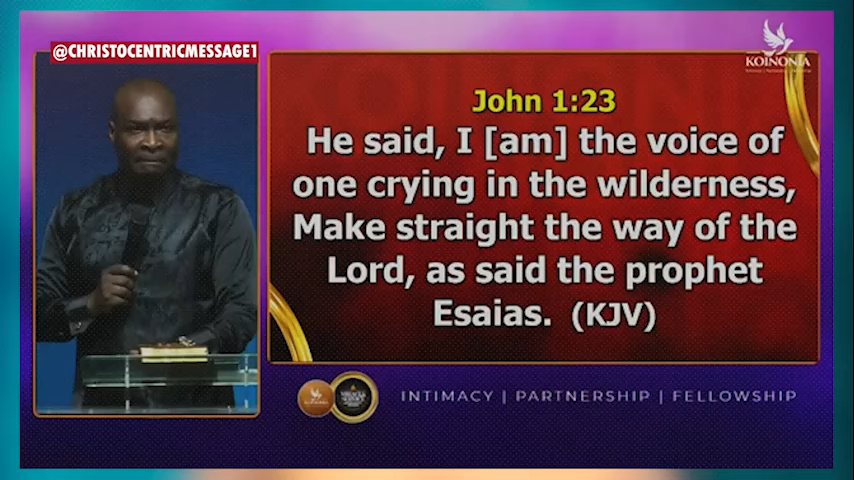 @CHRISTOCENTRICMESSAGE1
KOINONIA
John 1:23
He said, I [am] the voice of
one crying in the wilderness,
Make straight the way of the
Lord, as said the prophet
Esaias. (KJV)
INTIMACY | PARTNERSHIP | FELLOWSHIP